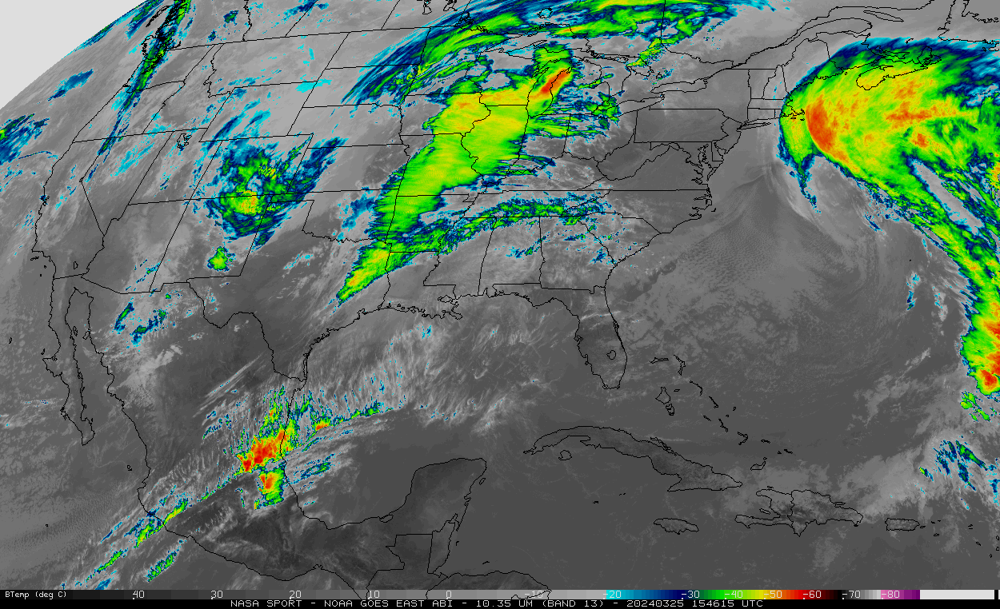 BTemp (deg C) 40 30 20 10 0 -10 -20 -30 -40 -50 -60 -70 -80
NASA SPORT - NOAA GOES EAST ABI - 10.35 UM (BAND 13) - 20240325 154615 UTC